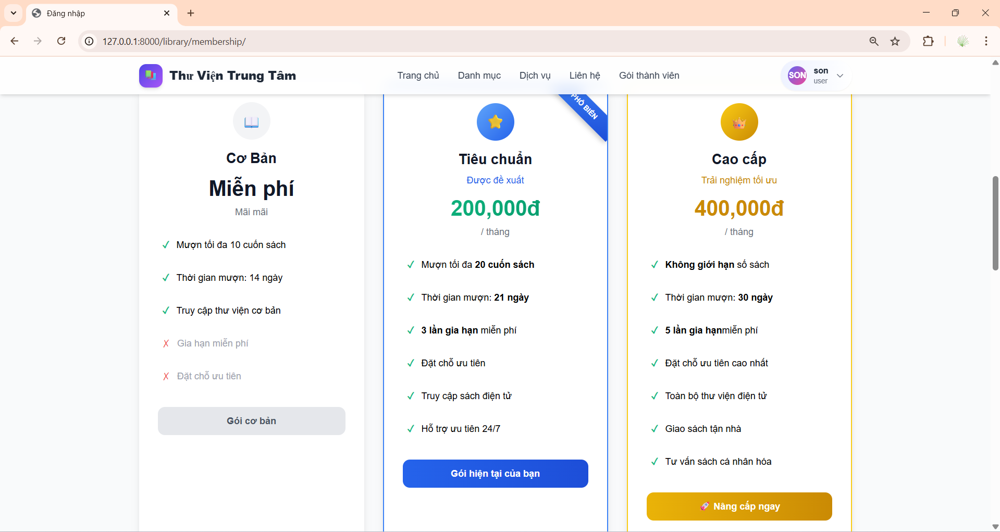 Đăng nhập
127.0.0.1:8000/library/membership/
Thư Viện Trung Tâm
Trang chủ
Danh mục
Dịch vụ
Liên hệ
Gói thành viên
SON
son
user
Cơ Bản
Miễn phí
Mãi mãi
✓ Mượn tối đa 10 cuốn sách
✓ Thời gian mượn: 14 ngày
✓ Truy cập thư viện cơ bản
✗ Gia hạn miễn phí
✗ Đặt chỗ ưu tiên
Gói cơ bản
PHỔ BIẾN
Tiêu chuẩn
Được đề xuất
200,000đ
/ tháng
✓ Mượn tối đa 20 cuốn sách
✓ Thời gian mượn: 21 ngày
✓ 3 lần gia hạn miễn phí
✓ Đặt chỗ ưu tiên
✓ Truy cập sách điện tử
✓ Hỗ trợ ưu tiên 24/7
Gói hiện tại của bạn
Cao cấp
Trải nghiệm tối ưu
400,000đ
/ tháng
✓ Không giới hạn số sách
✓ Thời gian mượn: 30 ngày
✓ 5 lần gia hạnmiễn phí
✓ Đặt chỗ ưu tiên cao nhất
✓ Toàn bộ thư viện điện tử
✓ Giao sách tận nhà
✓ Tư vấn sách cá nhân hóa
🚀 Nâng cấp ngay